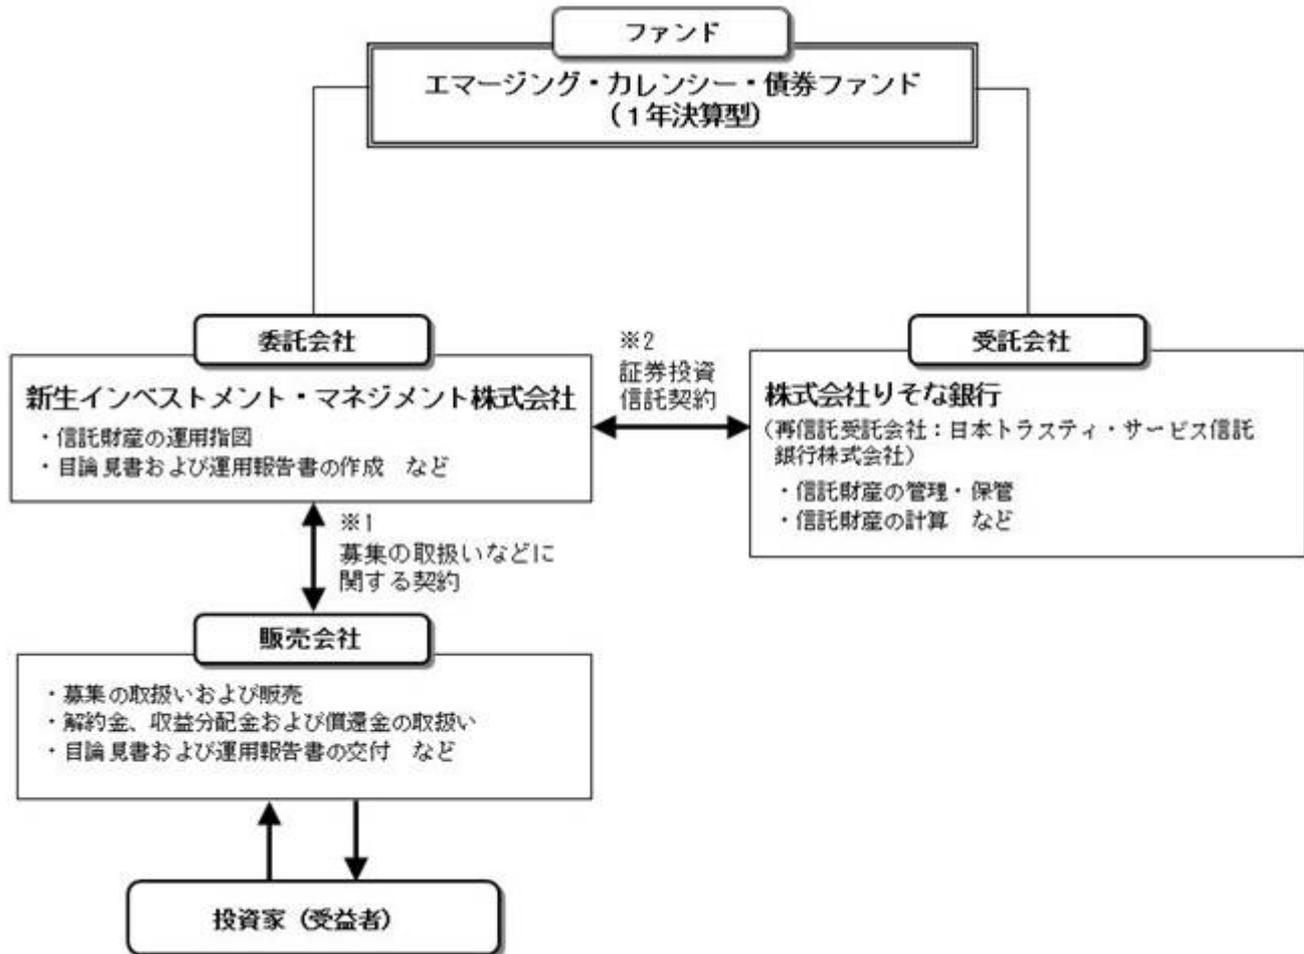 ファンド
エマージング・カレンシー・債券ファンド
（１年決算型）
委託会社
新生インベストメント・マネジメント株式会社
・信託財産の運用指図
・目論見書および運用報告書の作成　など
※2
証券投資
信託契約
受託会社
株式会社りそな銀行
（再信託受託会社：日本トラスティ・サービス信託
銀行株式会社）
・信託財産の管理・保管
・信託財産の計算　など
※1
募集の取扱いなどに
関する契約
販売会社
・募集の取扱いおよび販売
・解約金、収益分配金および償還金の取扱い
・目論見書および運用報告書の交付　など
投資家（受益者）